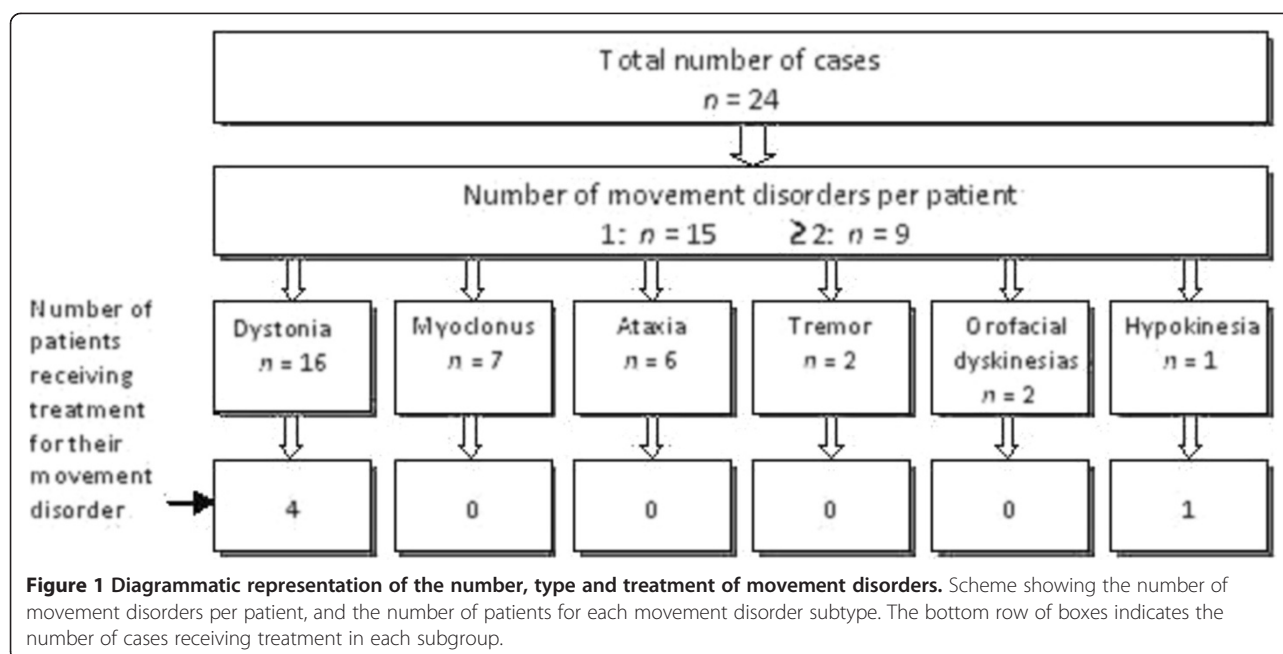 Total number of cases
n = 24
Number of movement disorders per patient
1: n = 15 ≥2: n = 9
Number of
patients
receiving
treatment
for their
movement
disorder
Dystonia
n = 16
Myoclonus
n = 7
Ataxia
n = 6
Tremor
n = 2
Orofacial
dyskinesias
n = 2
Hypokinesia
n = 1
4
0
0
0
0
1
Figure 1 Diagrammatic representation of the number, type and treatment of movement disorders. Scheme showing the number of
movement disorders per patient, and the number of patients for each movement disorder subtype. The bottom row of boxes indicates the
number of cases receiving treatment in each subgroup.